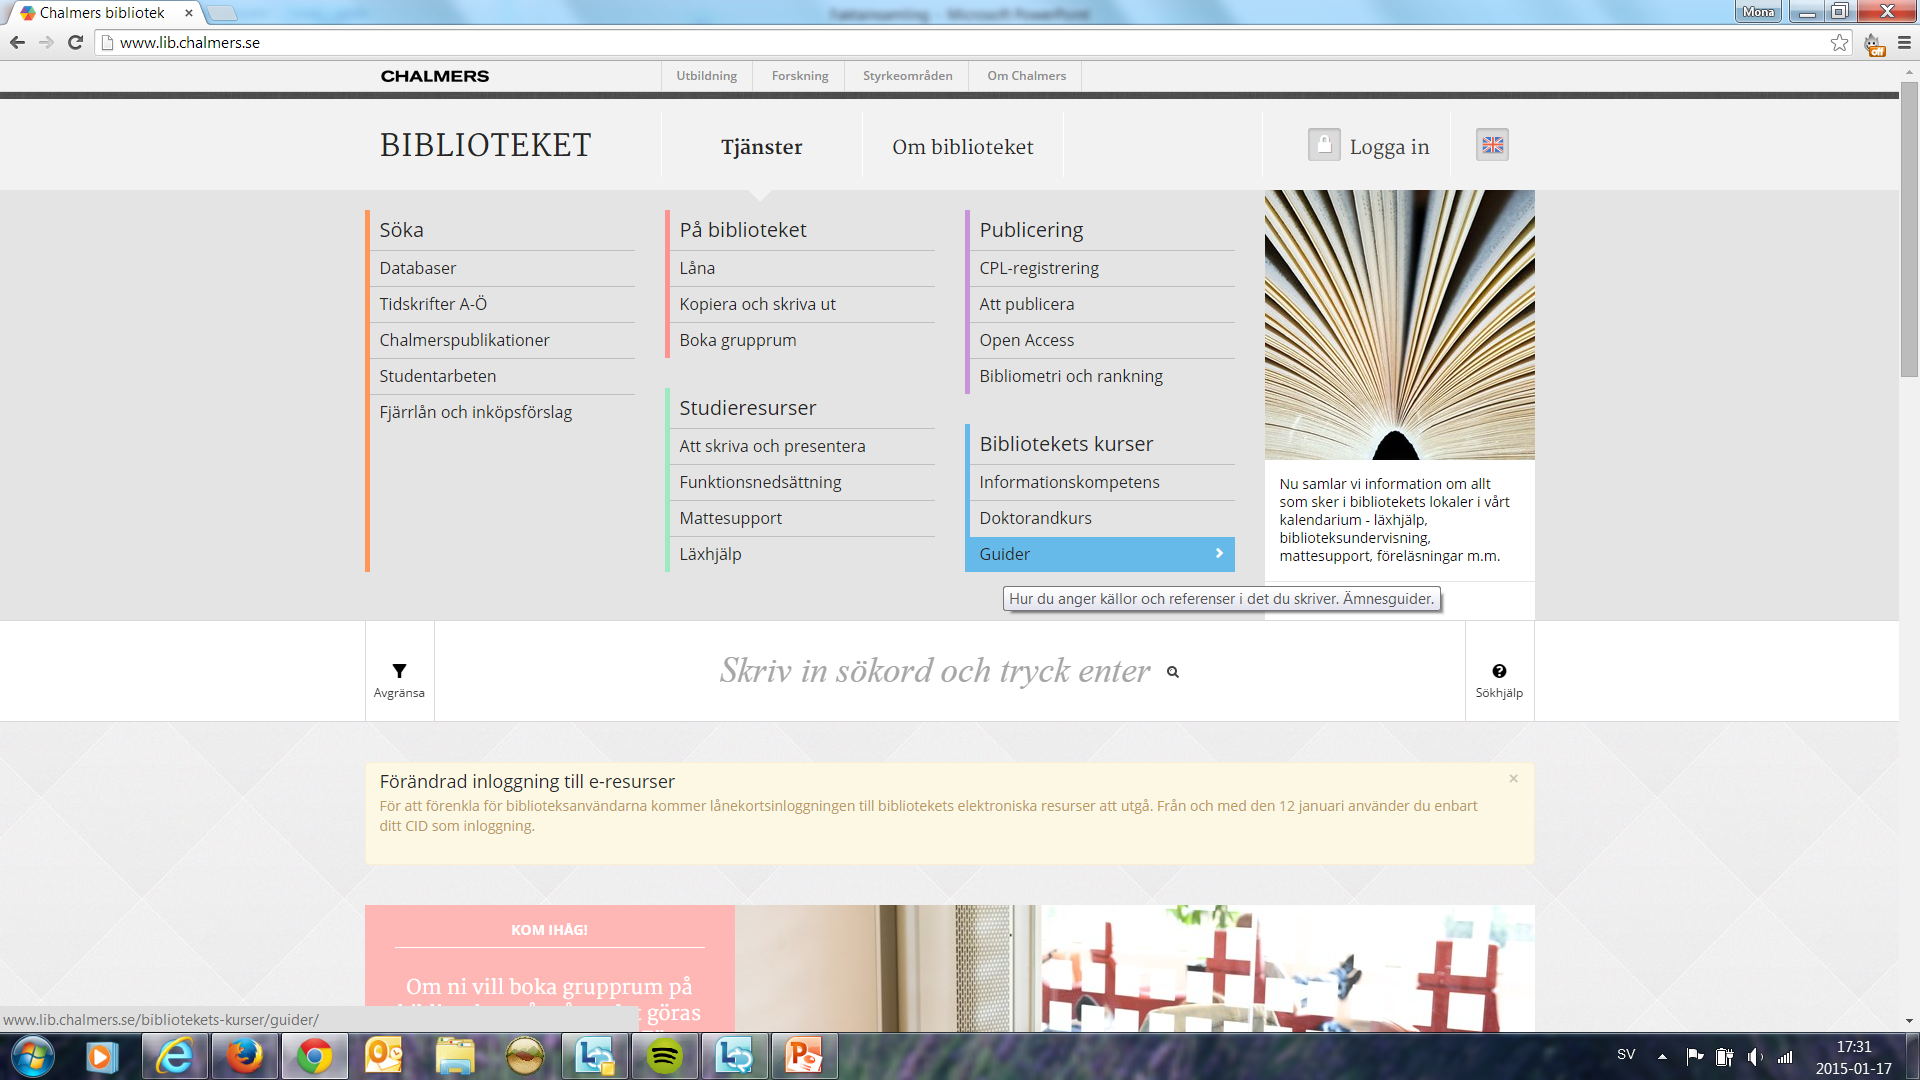 Chalmers bibliotek
Mona
www.lib.chalmers.se
off
CHALMERS
Utbildning
Forskning
Styrkeområden
Om Chalmers
BIBLIOTEKET
Tjänster
Om biblioteket
Logga in
Söka
Databaser
Tidskrifter A-Ö
Chalmerspublikationer
Studentarbeten
Fjärrlån och inköpsförslag
På biblioteket
Låna
Kopiera och skriva ut
Boka grupprum
Studieresurser
Att skriva och presentera
Funktionsnedsättning
Mattesupport
Läxhjälp
Publicering
CPL-registrering
Att publicera
Open Access
Bibliometri och rankning
Bibliotekets kurser
Informationskompetens
Doktorandkurs
Guider
Hur du anger källor och referenser i det du skriver. Ämnesguider.
Nu samlar vi information om allt
som sker i bibliotekets lokaler i vårt
kalendarium - läxhjälp,
biblioteksundervisning,
mattesupport, föreläsningar m.m.
Avgränsa
Skriv in sökord och tryck enter
Sökhjälp
Förändrad inloggning till e-resurser
För att förenkla för biblioteksanvändarna kommer lånekortsinloggningen till bibliotekets elektroniska resurser att utgå. Från och med den 12 januari använder du enbart
ditt CID som inloggning.
KOM IHÅG!
Om ni vill boka grupprum på
göras
www.lib.chalmers.se/bibliotekets-kurser/guider/
SV
17:31
2015-01-17